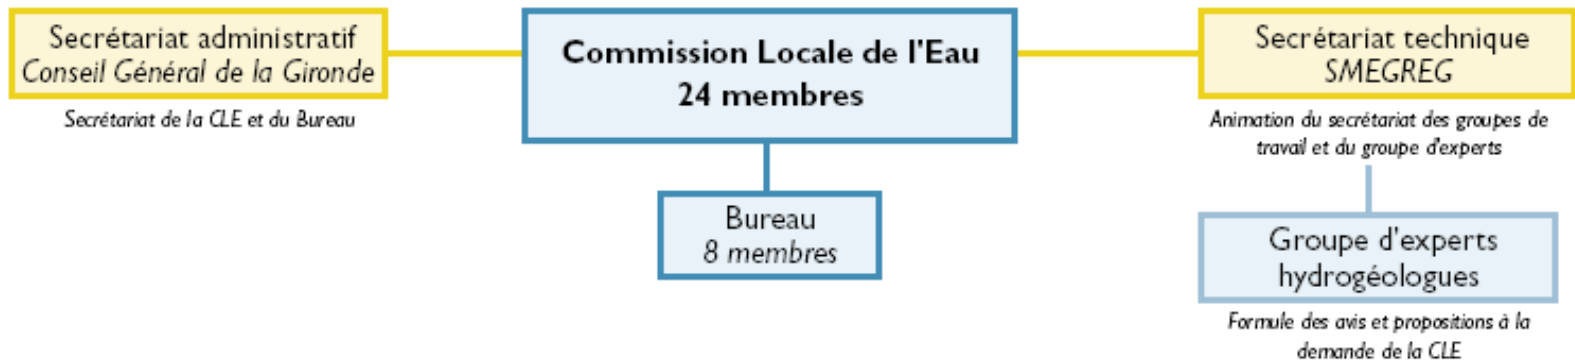 Secrétariat administratif
Conseil Général de la Gironde
Secrétariat de la CLE et du Bureau
Commission Locale de l'Eau
24 membres
Bureau
8 membres
Secrétariat technique
SMEGREG
Animation du secrétariat des groupes de
travail et du groupe d'experts
Groupe d'experts
hydrogéologues
Formule des avis et propositions à la
demande de la CLE